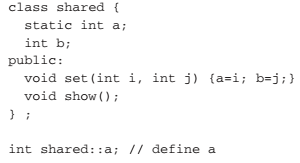 class shared {
  static int a;
  int b;
public:
  void set(int i, int j) {a=i; b=j;}
  void show();
} ;

int shared::a; // define a